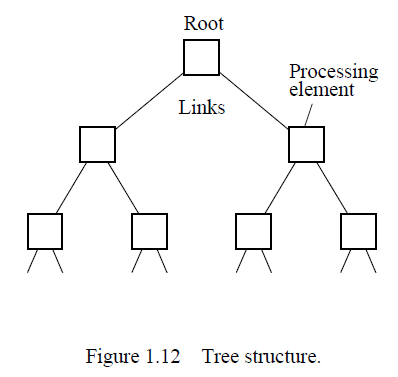 Root
Processing
element
Links
Figure 1.12 Tree structure.